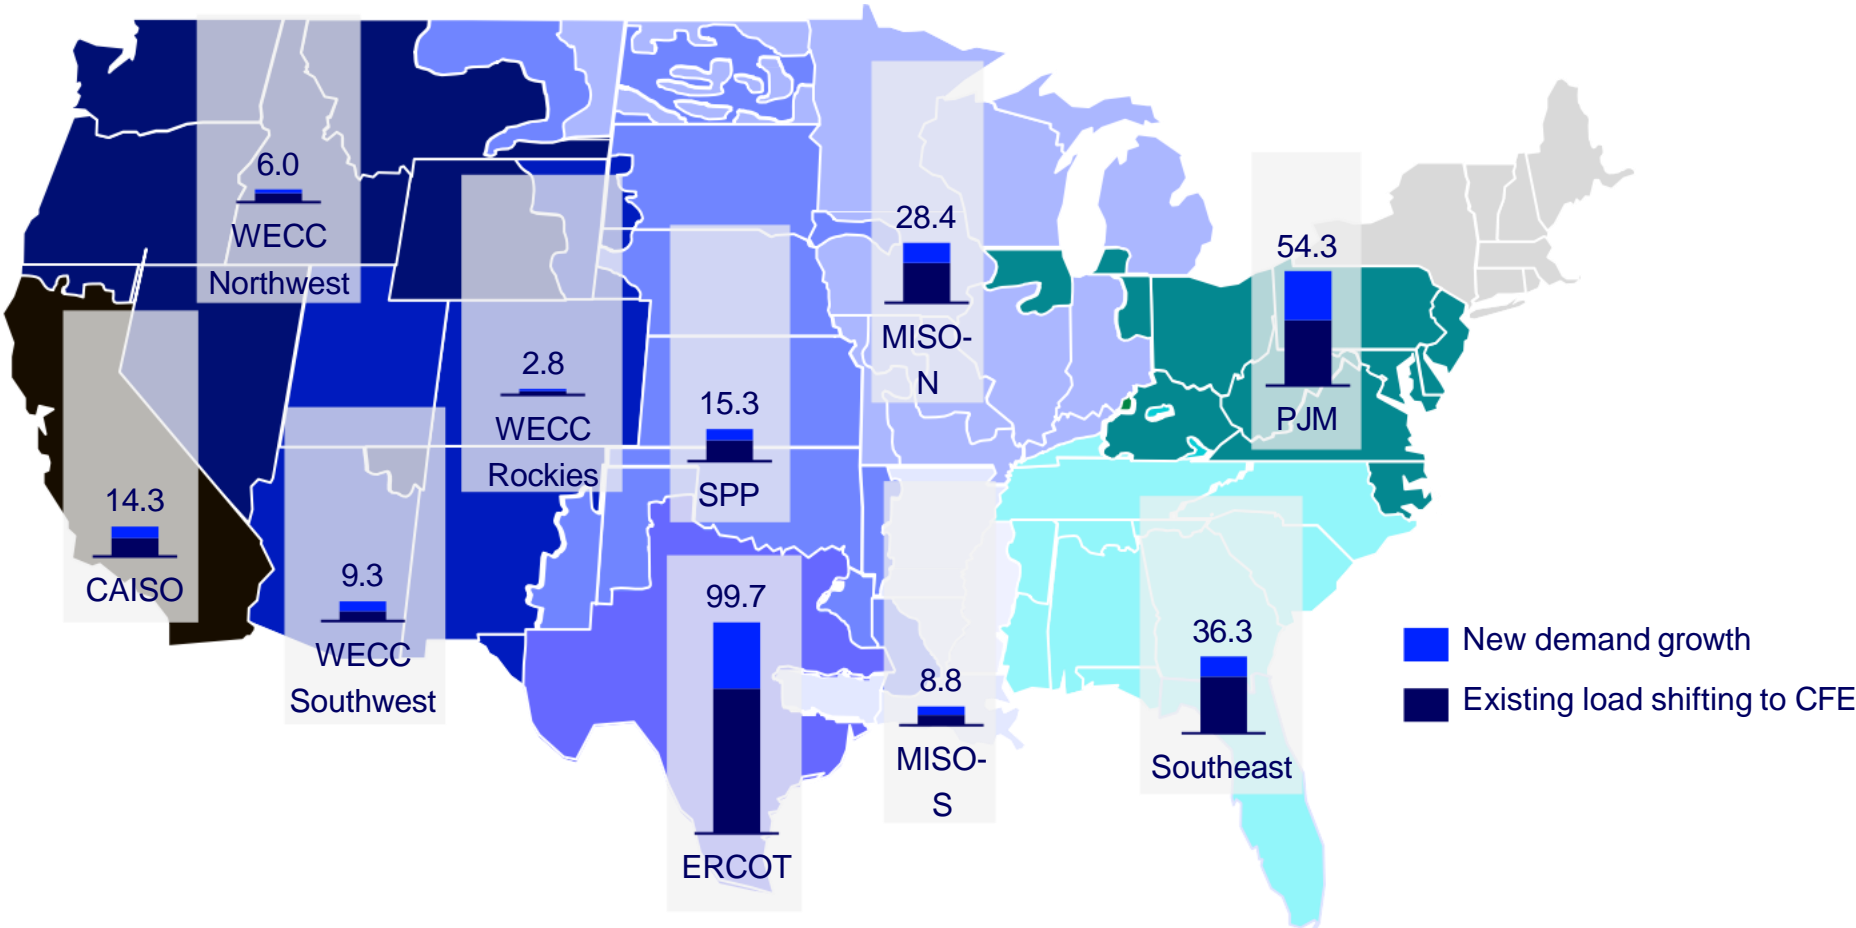 6.0
WECC
Northwest
2.8
WECC
Rockies
14.3
CAISO
9.3
WECC
Southwest
15.3
SPP
99.7
ERCOT
28.4
MISO-
N
8.8
MISO-
S
54.3
PJM
36.3
Southeast
New demand growth
Existing load shifting to CFE